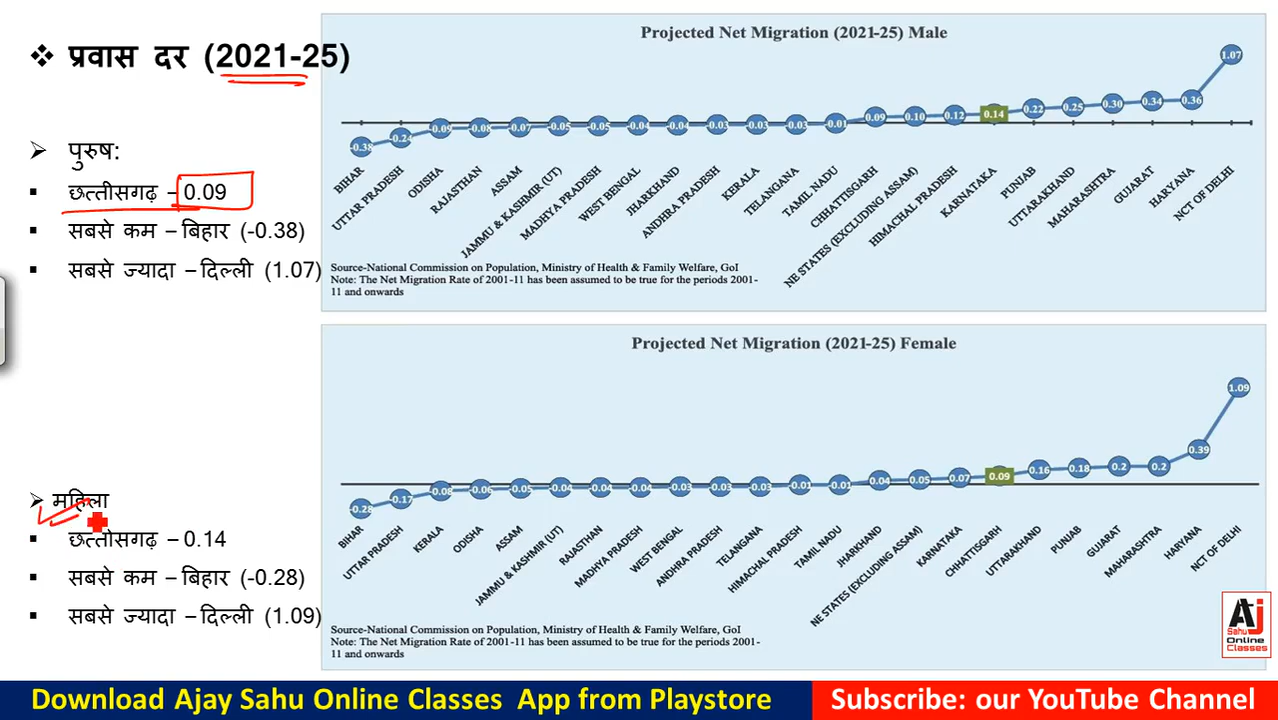 ❖ प्रवास दर (2021-25)
➢ पुरुष:
▪ छत्तीसगढ़ – 0.09
▪ सबसे कम – बिहार (-0.38)
▪ सबसे ज्यादा – दिल्ली (1.07)
Projected Net Migration (2021-25) Male
-0.38 -0.24 -0.09 -0.08 -0.07 -0.05 -0.05 -0.04 -0.04 -0.03 -0.03 -0.03 -0.01 0.09 0.10 0.12 0.14 0.22 0.25 0.30 0.34 0.36 1.07
BIHAR
UTTAR PRADESH
ODISHA
RAJASTHAN
ASSAM
JAMMU & KASHMIR (UT)
MADHYA PRADESH
WEST BENGAL
JHARKHAND
ANDHRA PRADESH
KERALA
TELANGANA
TAMIL NADU
CHHATTISGARH
NE STATES (EXCLUDING ASSAM)
HIMACHAL PRADESH
KARNATAKA
PUNJAB
UTTARAKHAND
MAHARASHTRA
GUJARAT
HARYANA
NCT OF DELHI
Source-National Commission on Population, Ministry of Health & Family Welfare, GoI
Note: The Net Migration Rate of 2001-11 has been assumed to be true for the periods 2001-
11 and onwards
➢ महिला
▪ छत्तीसगढ़ – 0.14
▪ सबसे कम – बिहार (-0.28)
▪ सबसे ज्यादा – दिल्ली (1.09)
Projected Net Migration (2021-25) Female
-0.28 -0.17 -0.08 -0.06 -0.05 -0.04 -0.04 -0.04 -0.03 -0.03 -0.03 -0.01 -0.01 0.04 0.05 0.07 0.09 0.16 0.18 0.2 0.2 0.39 1.09
BIHAR
UTTAR PRADESH
KERALA
ODISHA
ASSAM
JAMMU & KASHMIR (UT)
RAJASTHAN
MADHYA PRADESH
WEST BENGAL
ANDHRA PRADESH
TELANGANA
HIMACHAL PRADESH
TAMIL NADU
JHARKHAND
NE STATES (EXCLUDING ASSAM)
KARNATAKA
CHHATTISGARH
UTTARAKHAND
PUNJAB
GUJARAT
MAHARASHTRA
HARYANA
NCT OF DELHI
Source-National Commission on Population, Ministry of Health & Family Welfare, GoI
Note: The Net Migration Rate of 2001-11 has been assumed to be true for the periods 2001-
11 and onwards
Aj
Sahu
Online
Classes
Download Ajay Sahu Online Classes App from Playstore
Subscribe: our YouTube Channel